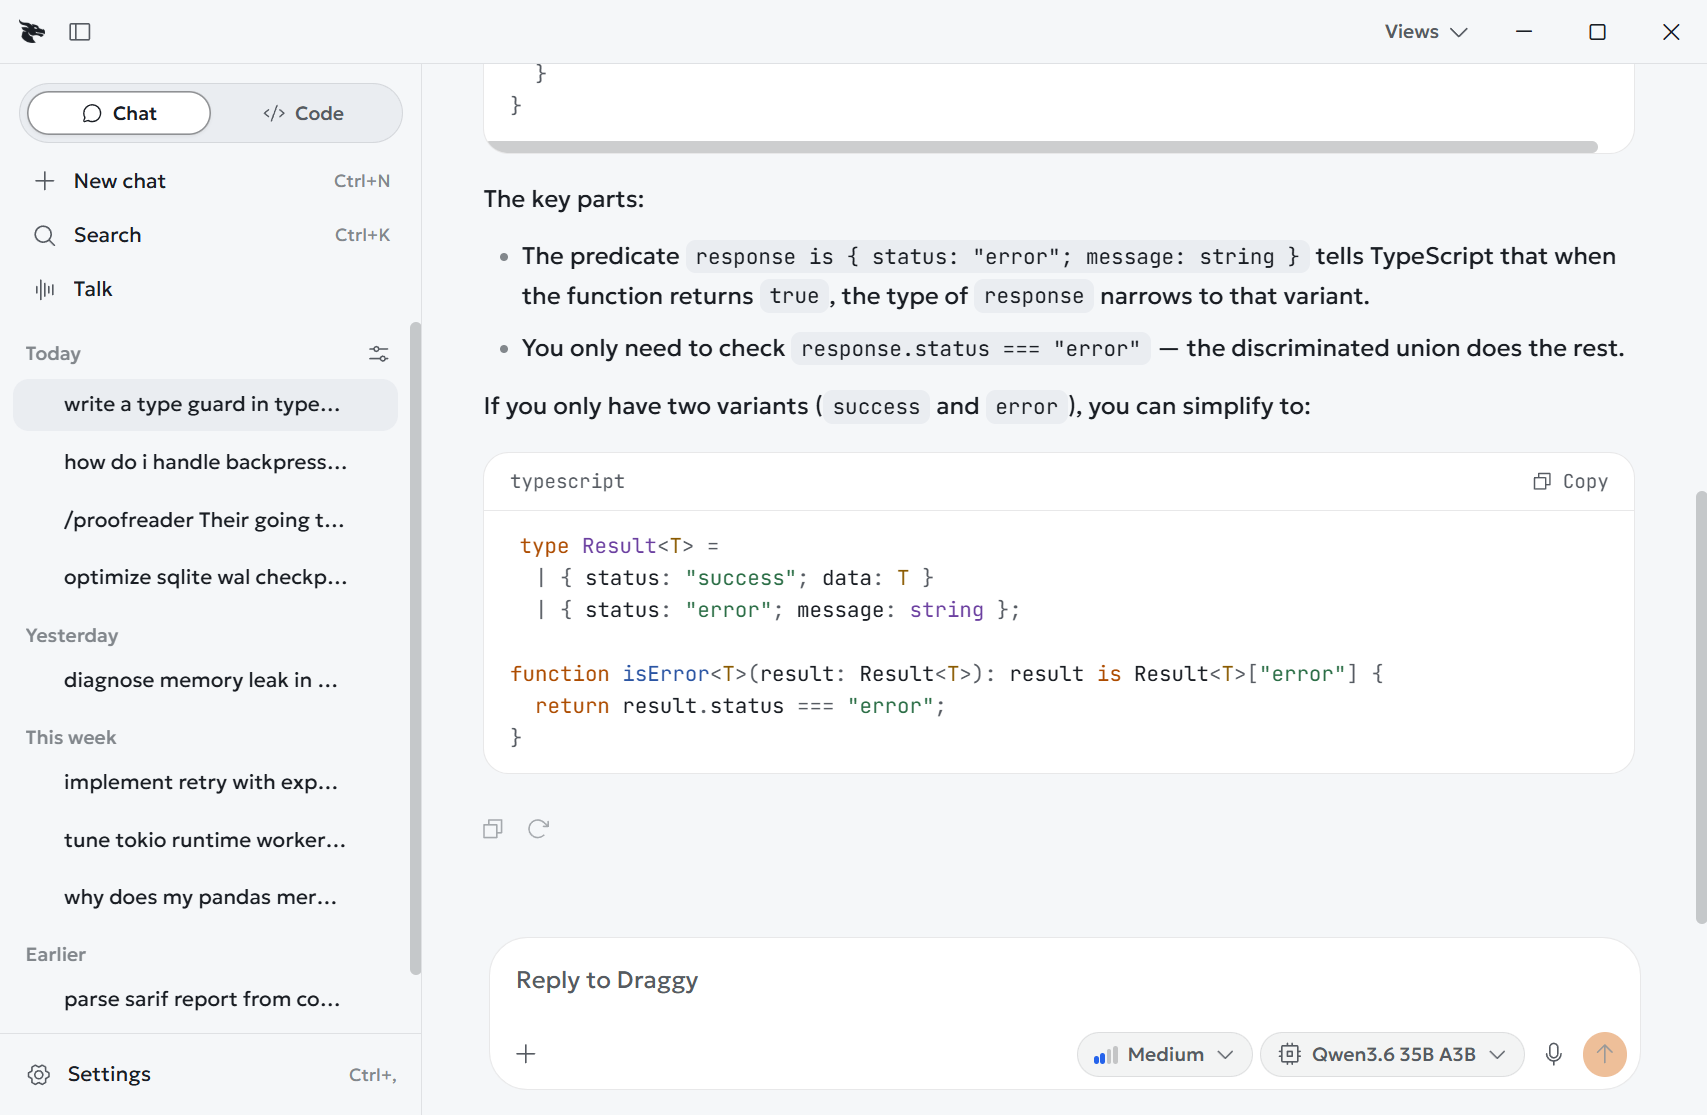 Views
Chat
</> Code
New chat Ctrl+N
Search Ctrl+K
Talk
Today
write a type guard in type...
how do i handle backpress...
/proofreader Their going t...
optimize sqlite wal checkp...
Yesterday
diagnose memory leak in ...
This week
implement retry with exp...
tune tokio runtime worker...
why does my pandas mer...
Earlier
parse sarif report from co...
Settings Ctrl+,
}
}
The key parts:
• The predicate response is { status: "error"; message: string } tells TypeScript that when
the function returns true, the type of response narrows to that variant.
• You only need to check response.status === "error" — the discriminated union does the rest.
If you only have two variants (success and error), you can simplify to:
typescript Copy
type Result<T> =
| { status: "success"; data: T }
| { status: "error"; message: string };
function isError<T>(result: Result<T>): result is Result<T>["error"] {
return result.status === "error";
}
Reply to Draggy
Medium
Qwen3.6 35B A3B